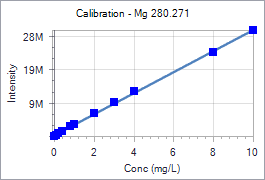 Calibration - Mg 280.271
28M
19M
9M
Intensity
0 2 4 6 8 10
Conc (mg/L)